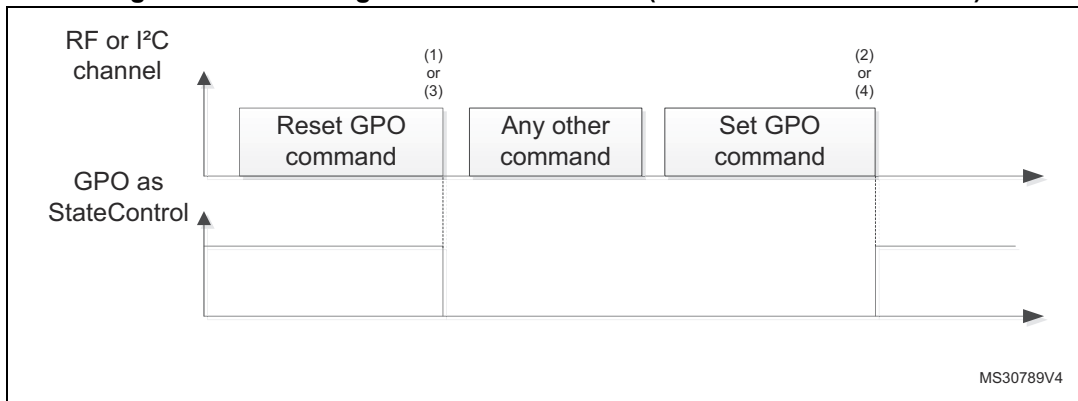 RF or I²C
channel
(1)
or
(3)
(2)
or
(4)
Reset GPO
command
Any other
command
Set GPO
command
GPO as
StateControl
MS30789V4